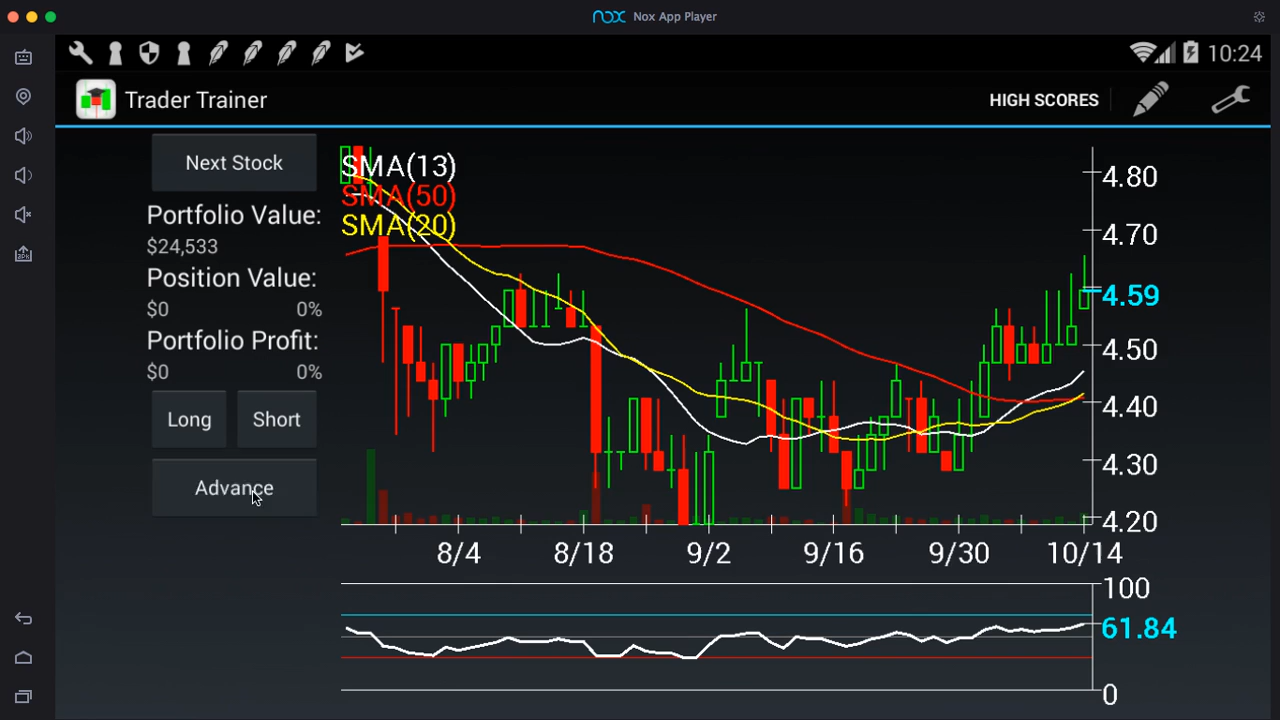 nox Nox App Player
10:24
Trader Trainer
HIGH SCORES
Next Stock
Portfolio Value:
$24,533
Position Value:
$0 0%
Portfolio Profit:
$0 0%
Long Short
Advance
SMA(13)
SMA(50)
SMA(20)
4.80
4.70
4.59
4.50
4.40
4.30
4.20
8/4 8/18 9/2 9/16 9/30 10/14
100
61.84
0